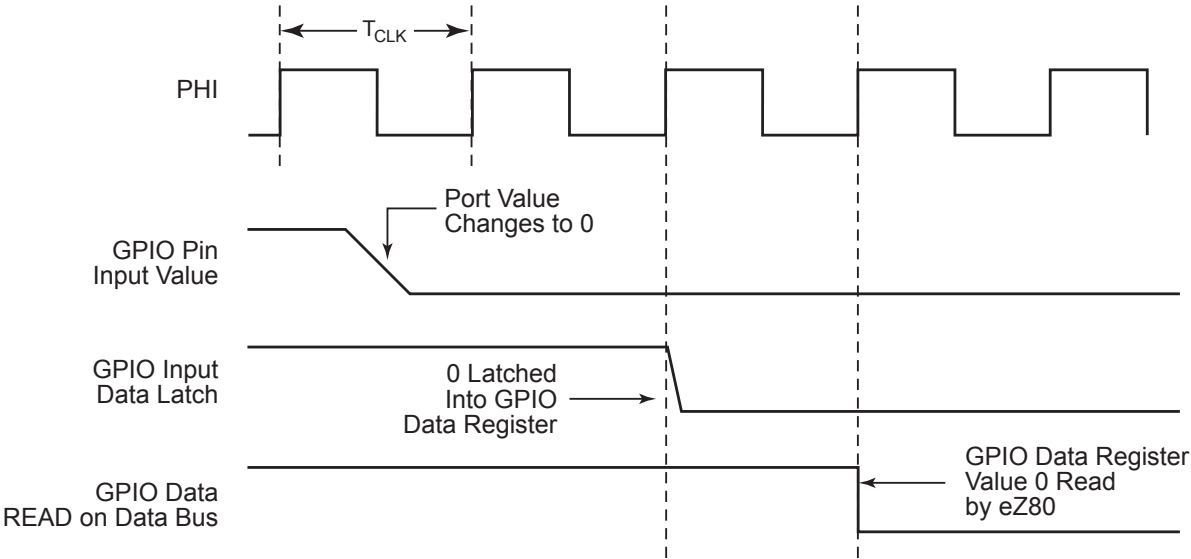 TCLK
PHI
Port Value
Changes to 0
GPIO Pin
Input Value
GPIO Input
Data Latch
0 Latched
Into GPIO
Data Register
GPIO Data Register
Value 0 Read
by eZ80
GPIO Data
READ on Data Bus